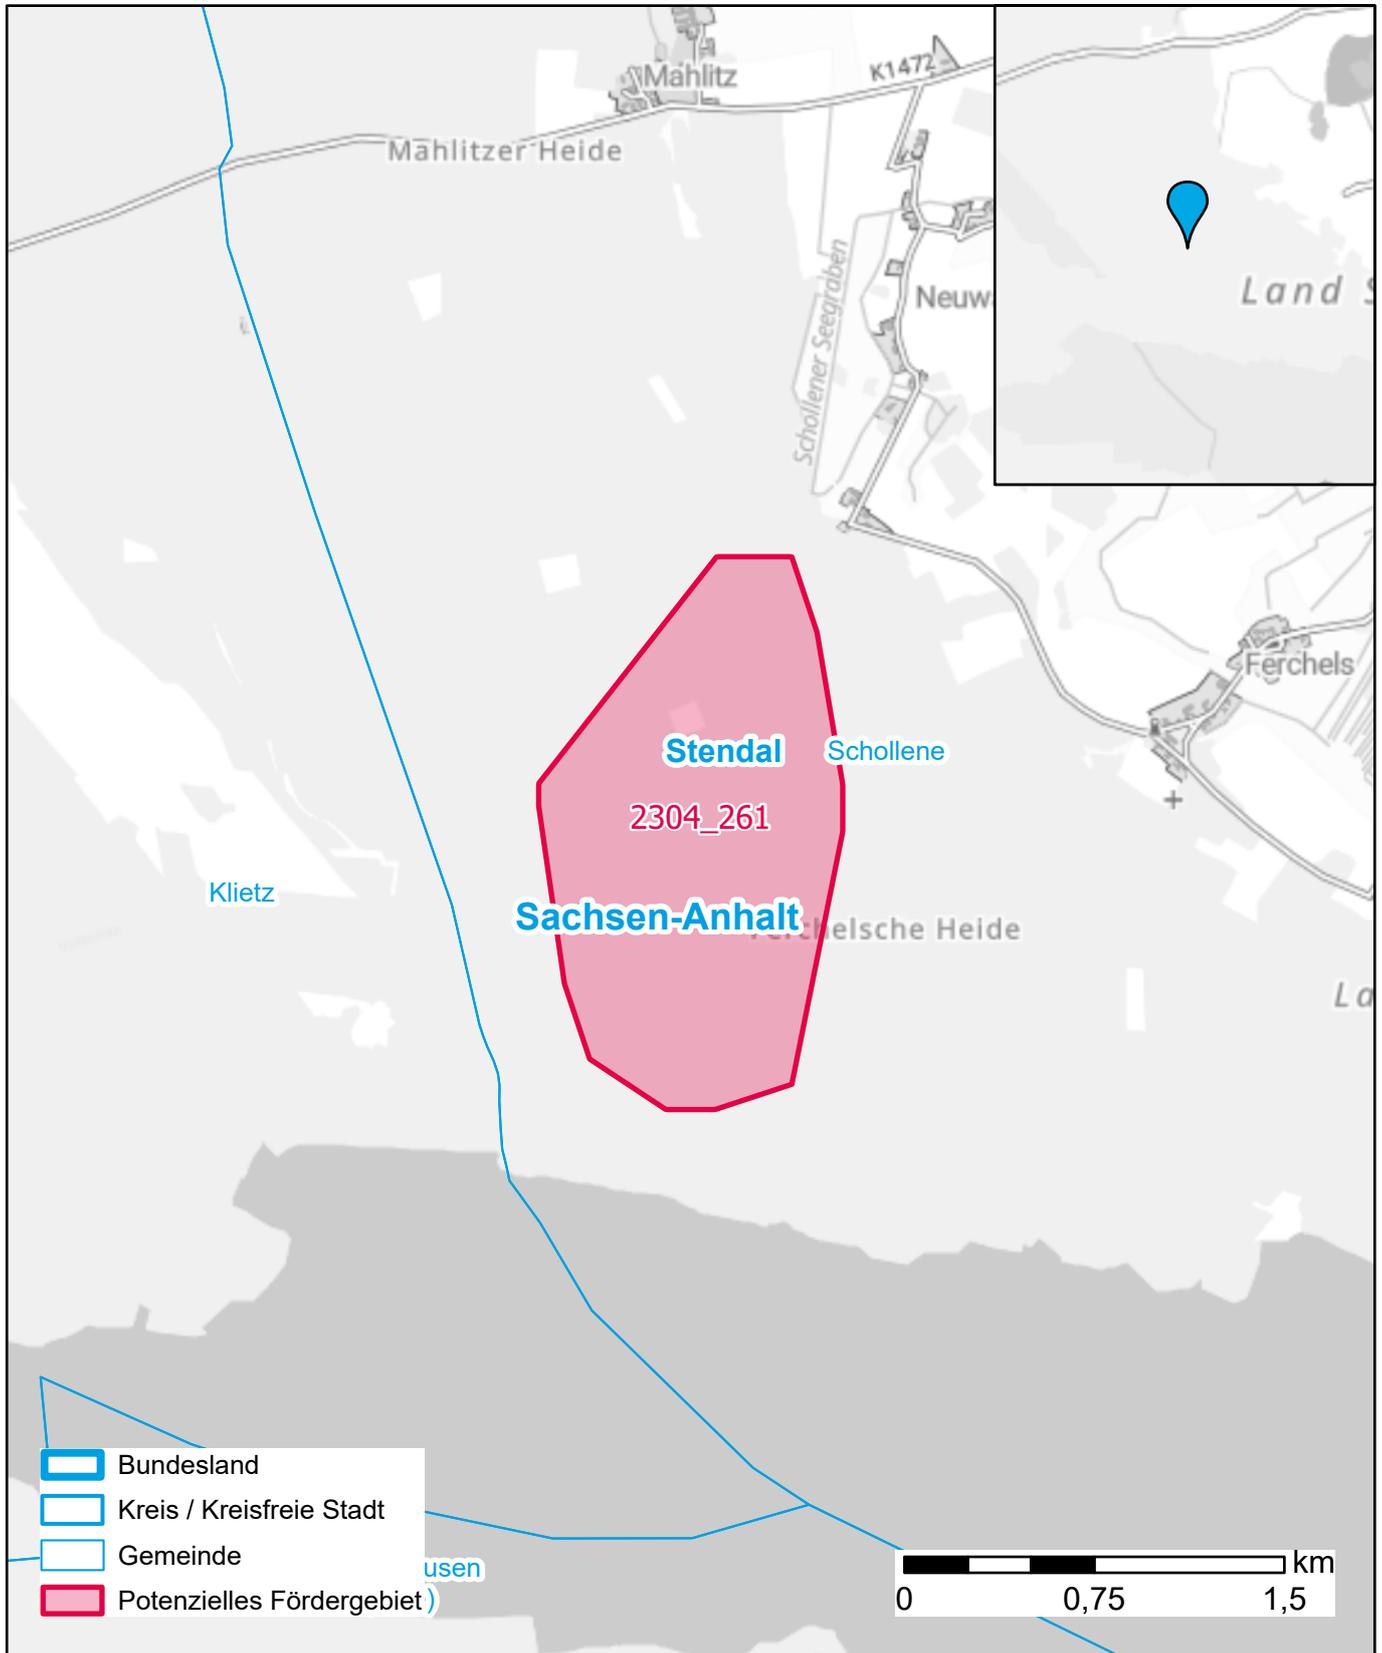 Mahlitz
K1472
Mahlitzer Heide
Schollener Seegraben
Neuw
Land S
Ferchels
Stendal
Schollene
2304_261
Klietz
Sachsen-Anhalt
chelsche Heide
La
Bundesland
Kreis / Kreisfreie Stadt
Gemeinde
usen
Potenzielles Fördergebiet
)
km
0
0,75
1,5